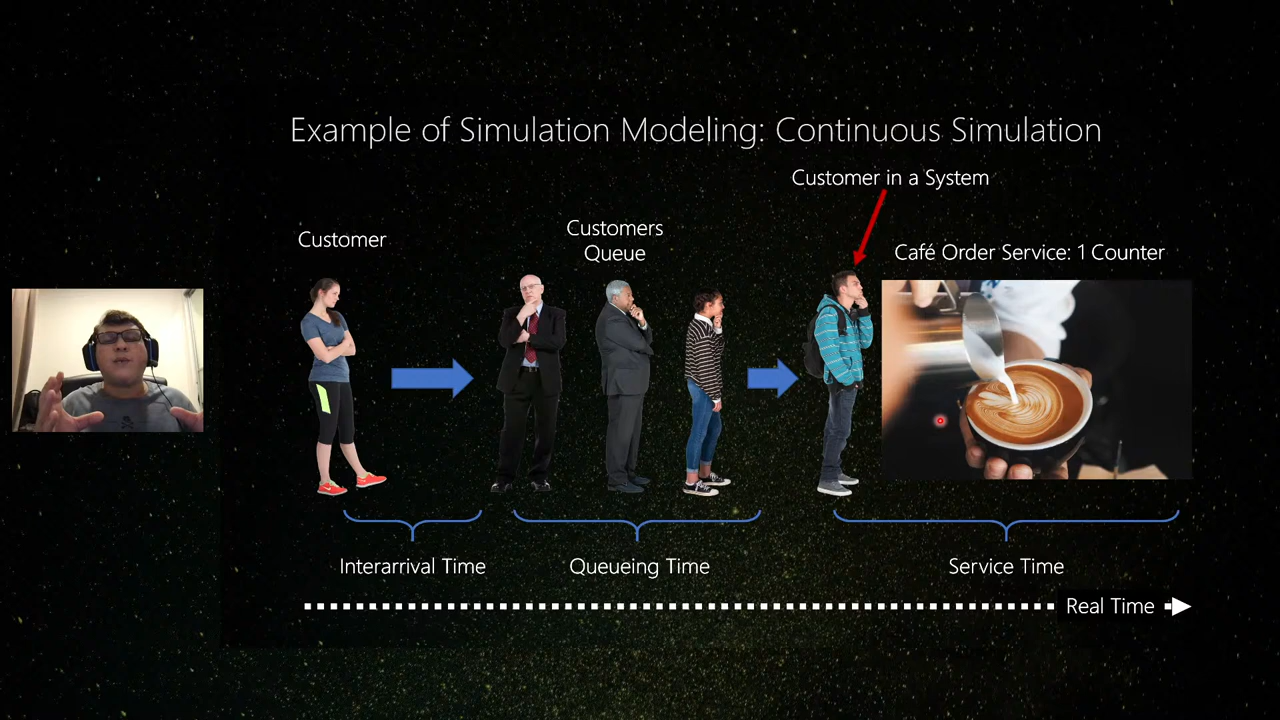 Example of Simulation Modeling: Continuous Simulation
Customer in a System
Customer
Customers
Queue
Café Order Service: 1 Counter
Interarrival Time
Queueing Time
Service Time
Real Time